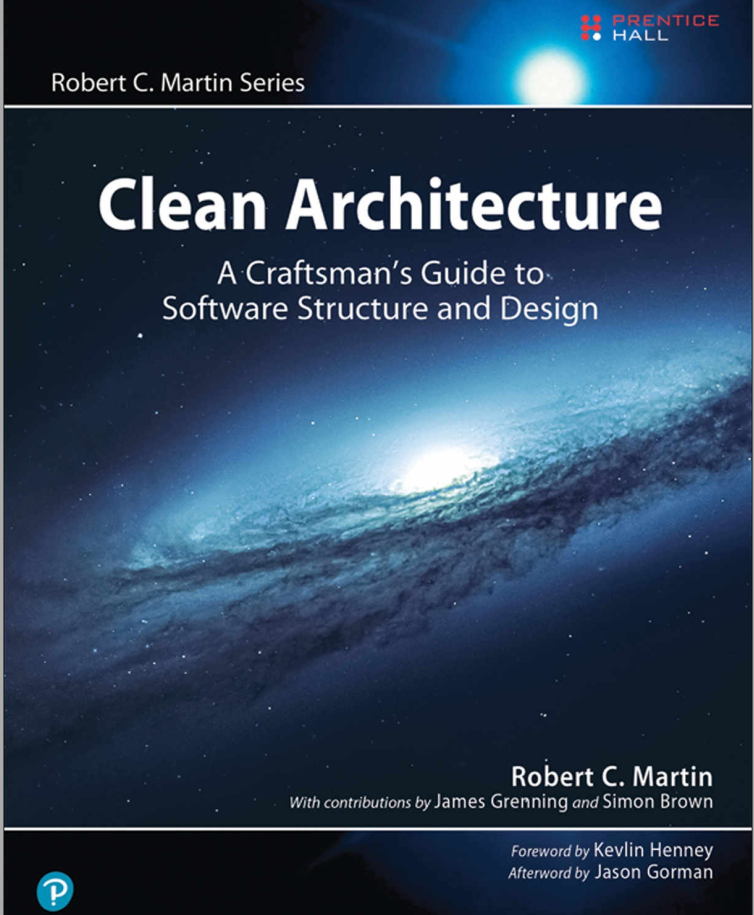 PRENTICE
HALL
Robert C. Martin Series
Clean Architecture
A Craftsman's Guide to
Software Structure and Design
Robert C. Martin
With contributions by James Grenning and Simon Brown
Foreword by Kevlin Henney
Afterword by Jason Gorman
P